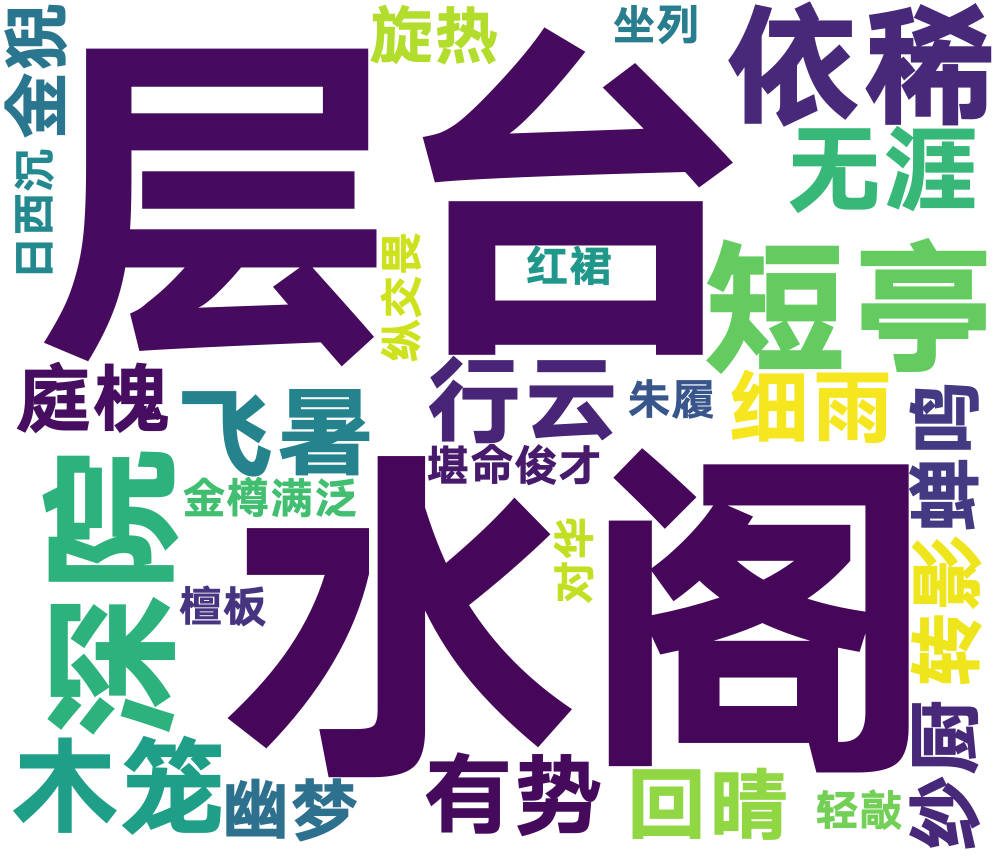 金猊
旋热
坐列
依稀
层台
无涯
日西沉
纵交畏
红裙
短亭
庭槐
飞暑
行云
朱履
细雨
蝉鸣
堪命俊才
深院
金樽满泛
水阁
对华
转影
檀板
木笼
幽梦
有势
回晴
轻敲
纱厨